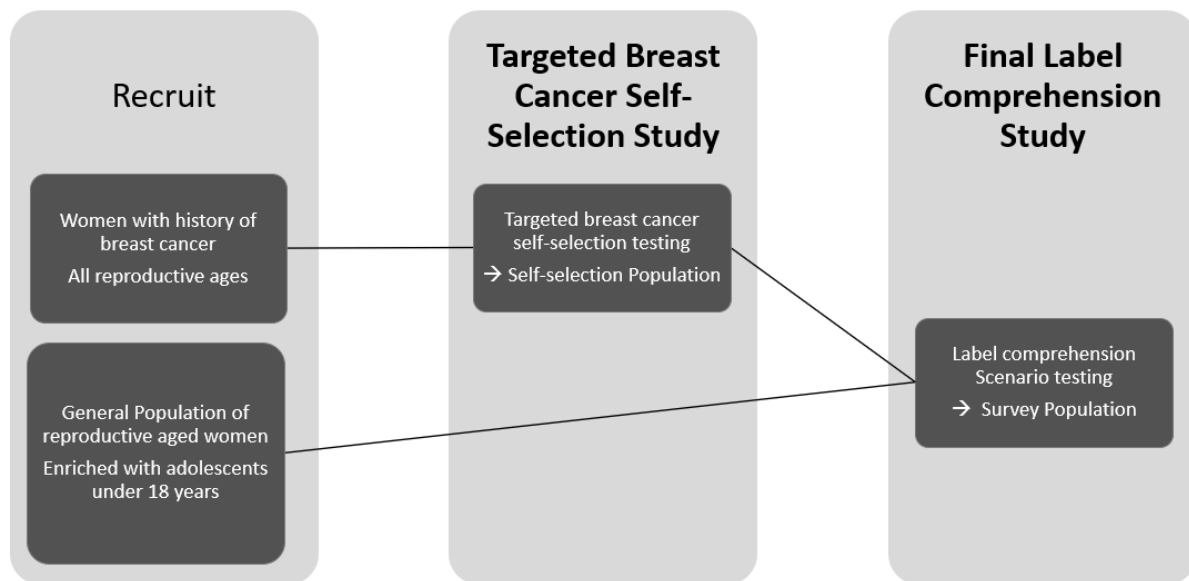 Recruit
Women with history of
breast cancer
All reproductive ages
General Population of
reproductive aged women
Enriched with adolescents
under 18 years
Targeted Breast
Cancer Self-
Selection Study
Targeted breast cancer
self-selection testing
→ Self-selection Population
Final Label
Comprehension
Study
Label comprehension
Scenario testing
→ Survey Population